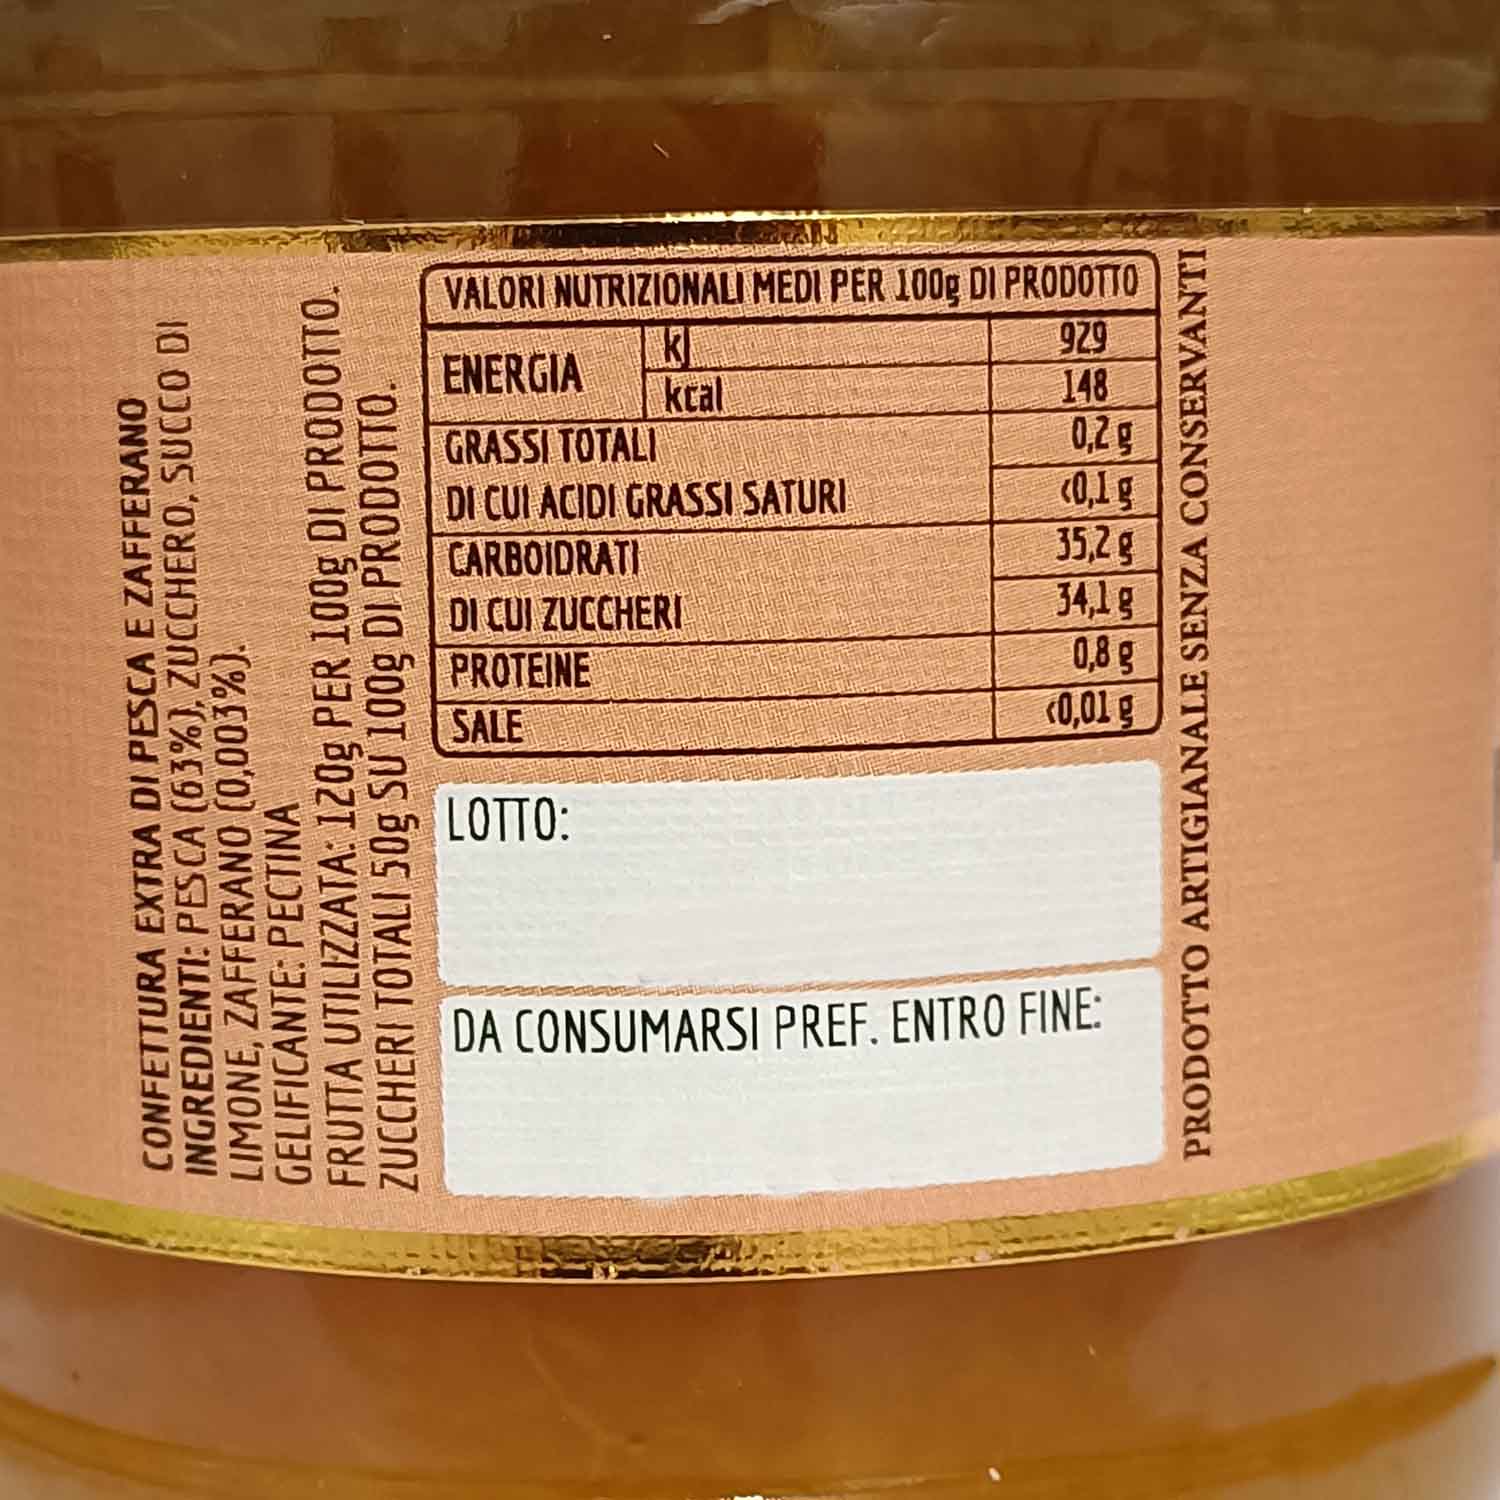 CONFETTURA EXTRA DI PESCA E ZAFFERANO
INGREDIENTI: PESCA (63%), ZUCCHERO, SUCCO DI
LIMONE, ZAFFERANO (0,003%).
GELIFICANTE: PECTINA
FRUTTA UTILIZZATA: 120g PER 100g DI PRODOTTO.
ZUCCHERI TOTALI 50g SU 100g DI PRODOTTO.
VALORI NUTRIZIONALI MEDI PER 100g DI PRODOTTO
ENERGIA kJ 929
kcal 148
GRASSI TOTALI 0,2 g
DI CUI ACIDI GRASSI SATURI <0,1 g
CARBOIDRATI 35,2 g
DI CUI ZUCCHERI 34,1 g
PROTEINE 0,8 g
SALE <0,01 g
LOTTO:
DA CONSUMARSI PREF. ENTRO FINE:
PRODOTTO ARTIGIANALE SENZA CONSERVANTI